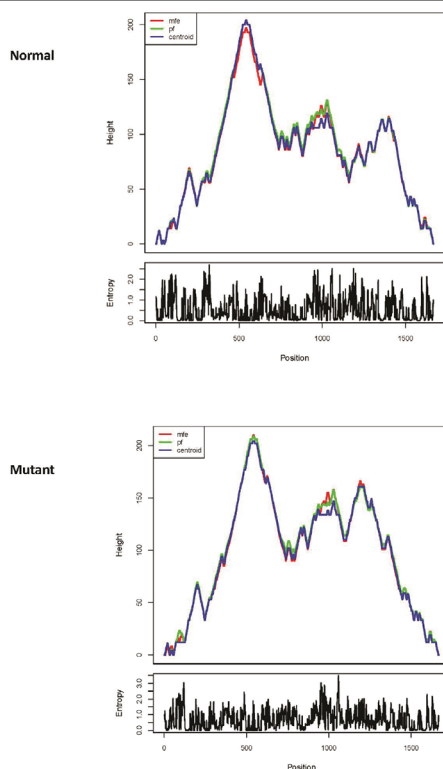 Normal
mfe
pf
centroid
Height
200
150
100
50
0
Entropy
2.0
1.0
0.0
0 500 1000 1500
Position
Mutant
mfe
pf
centroid
Height
200
150
100
50
0
Entropy
3.0
2.0
1.0
0.0
0 500 1000 1500
Position